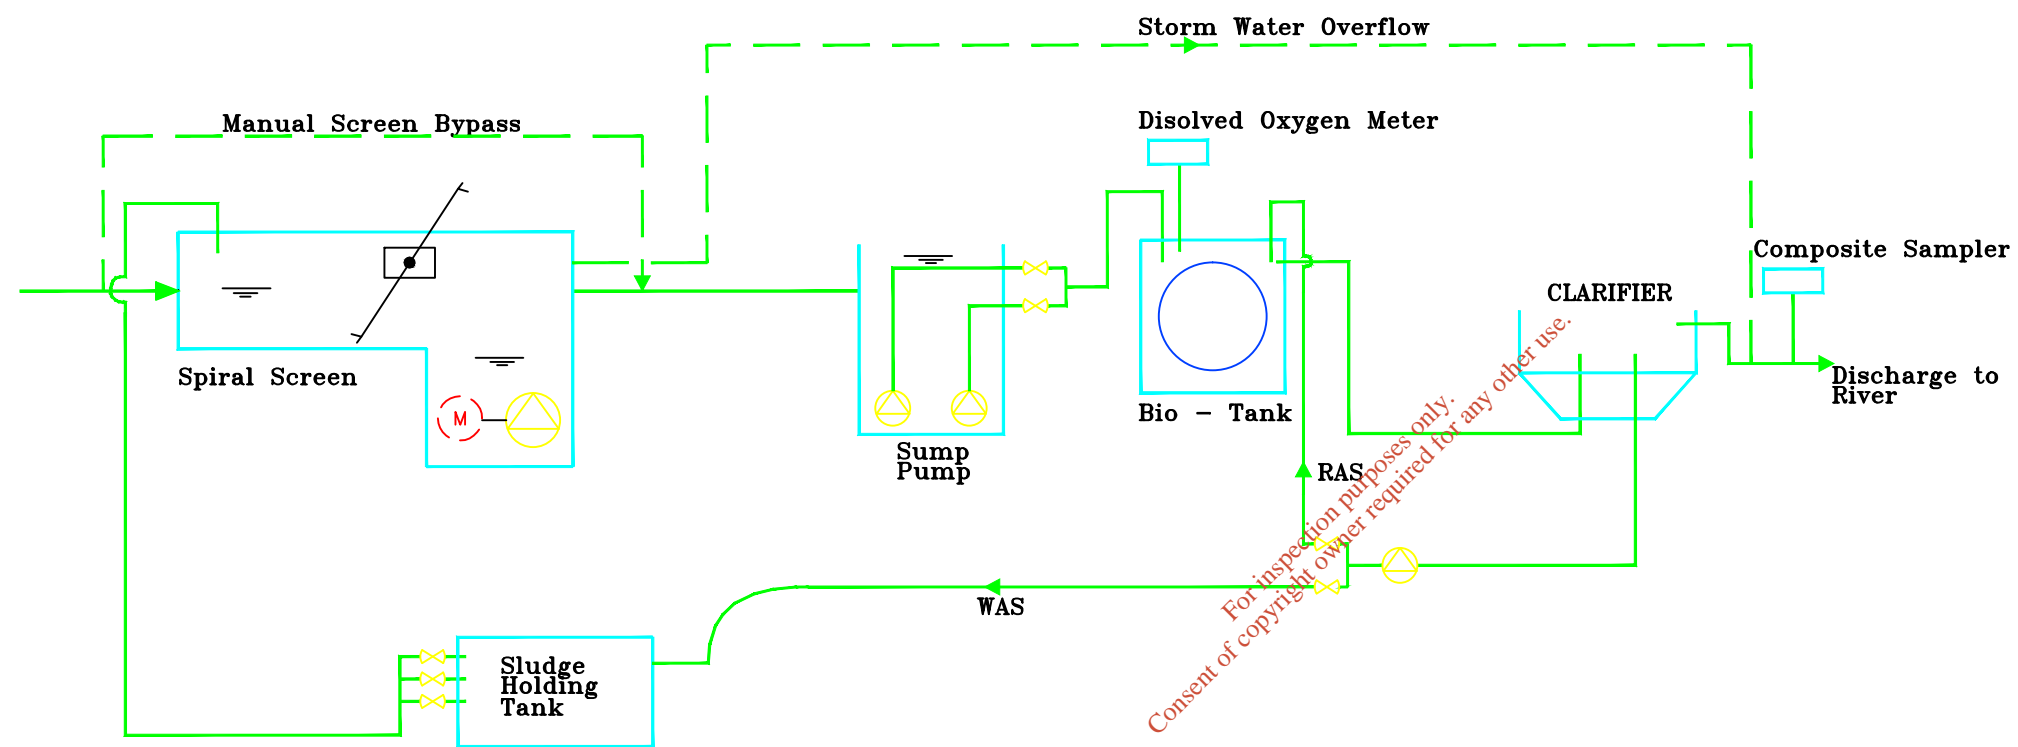 Storm Water Overflow
Manual Screen Bypass
Disolved Oxygen Meter
Composite Sampler
CLARIFIER
Spiral Screen
Discharge to
River
M
Bio - Tank
Sump
Pump
RAS
WAS
Sludge
Holding
Tank
For inspection purposes only.
Consent of copyright owner required for any other use.